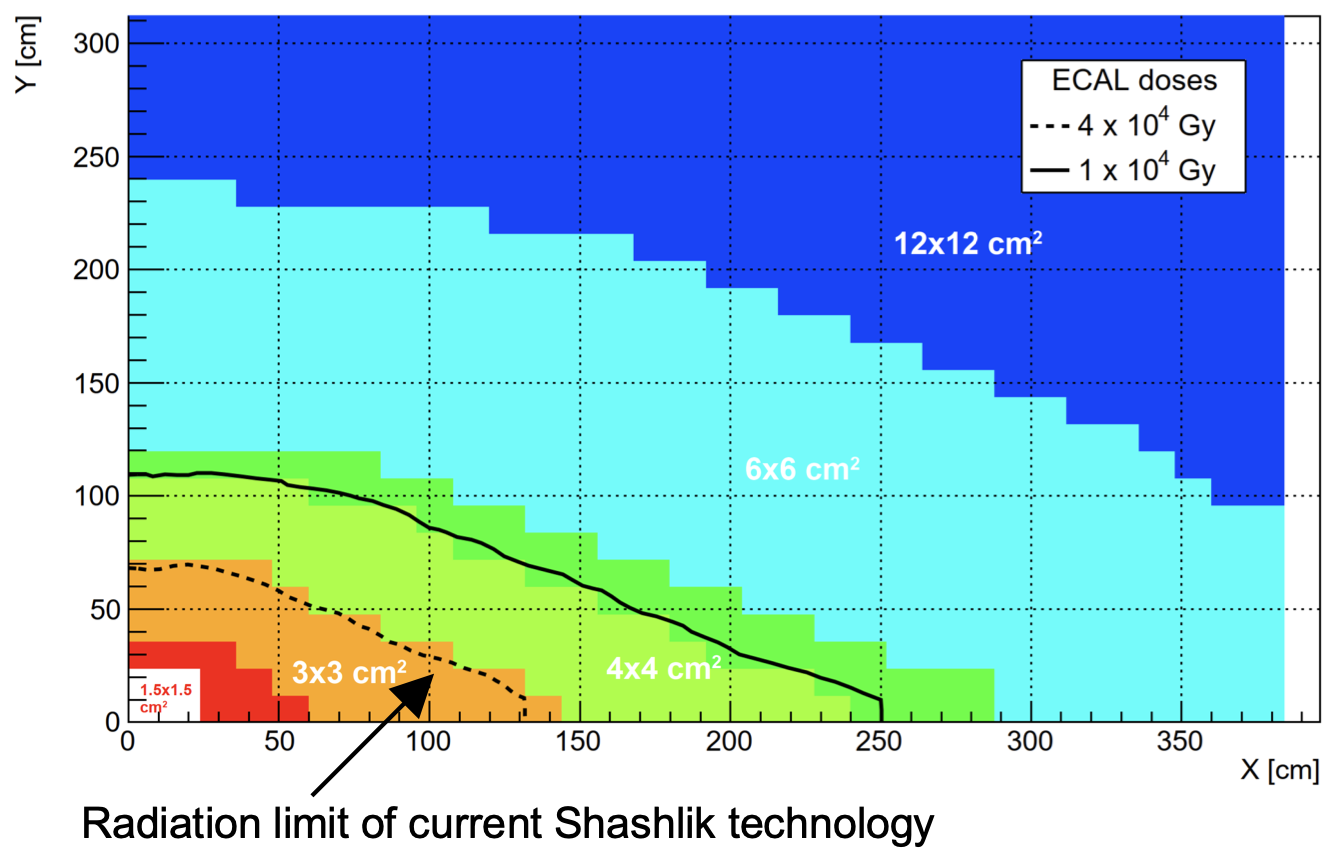 Y [cm]
300
250
200
150
100
50
0
ECAL doses
4 x 10⁴ Gy
1 x 10⁴ Gy
12x12 cm²
6x6 cm²
4x4 cm²
3x3 cm²
1.5x1.5
cm²
0 50 100 150 200 250 300 350
X [cm]
Radiation limit of current Shashlik technology